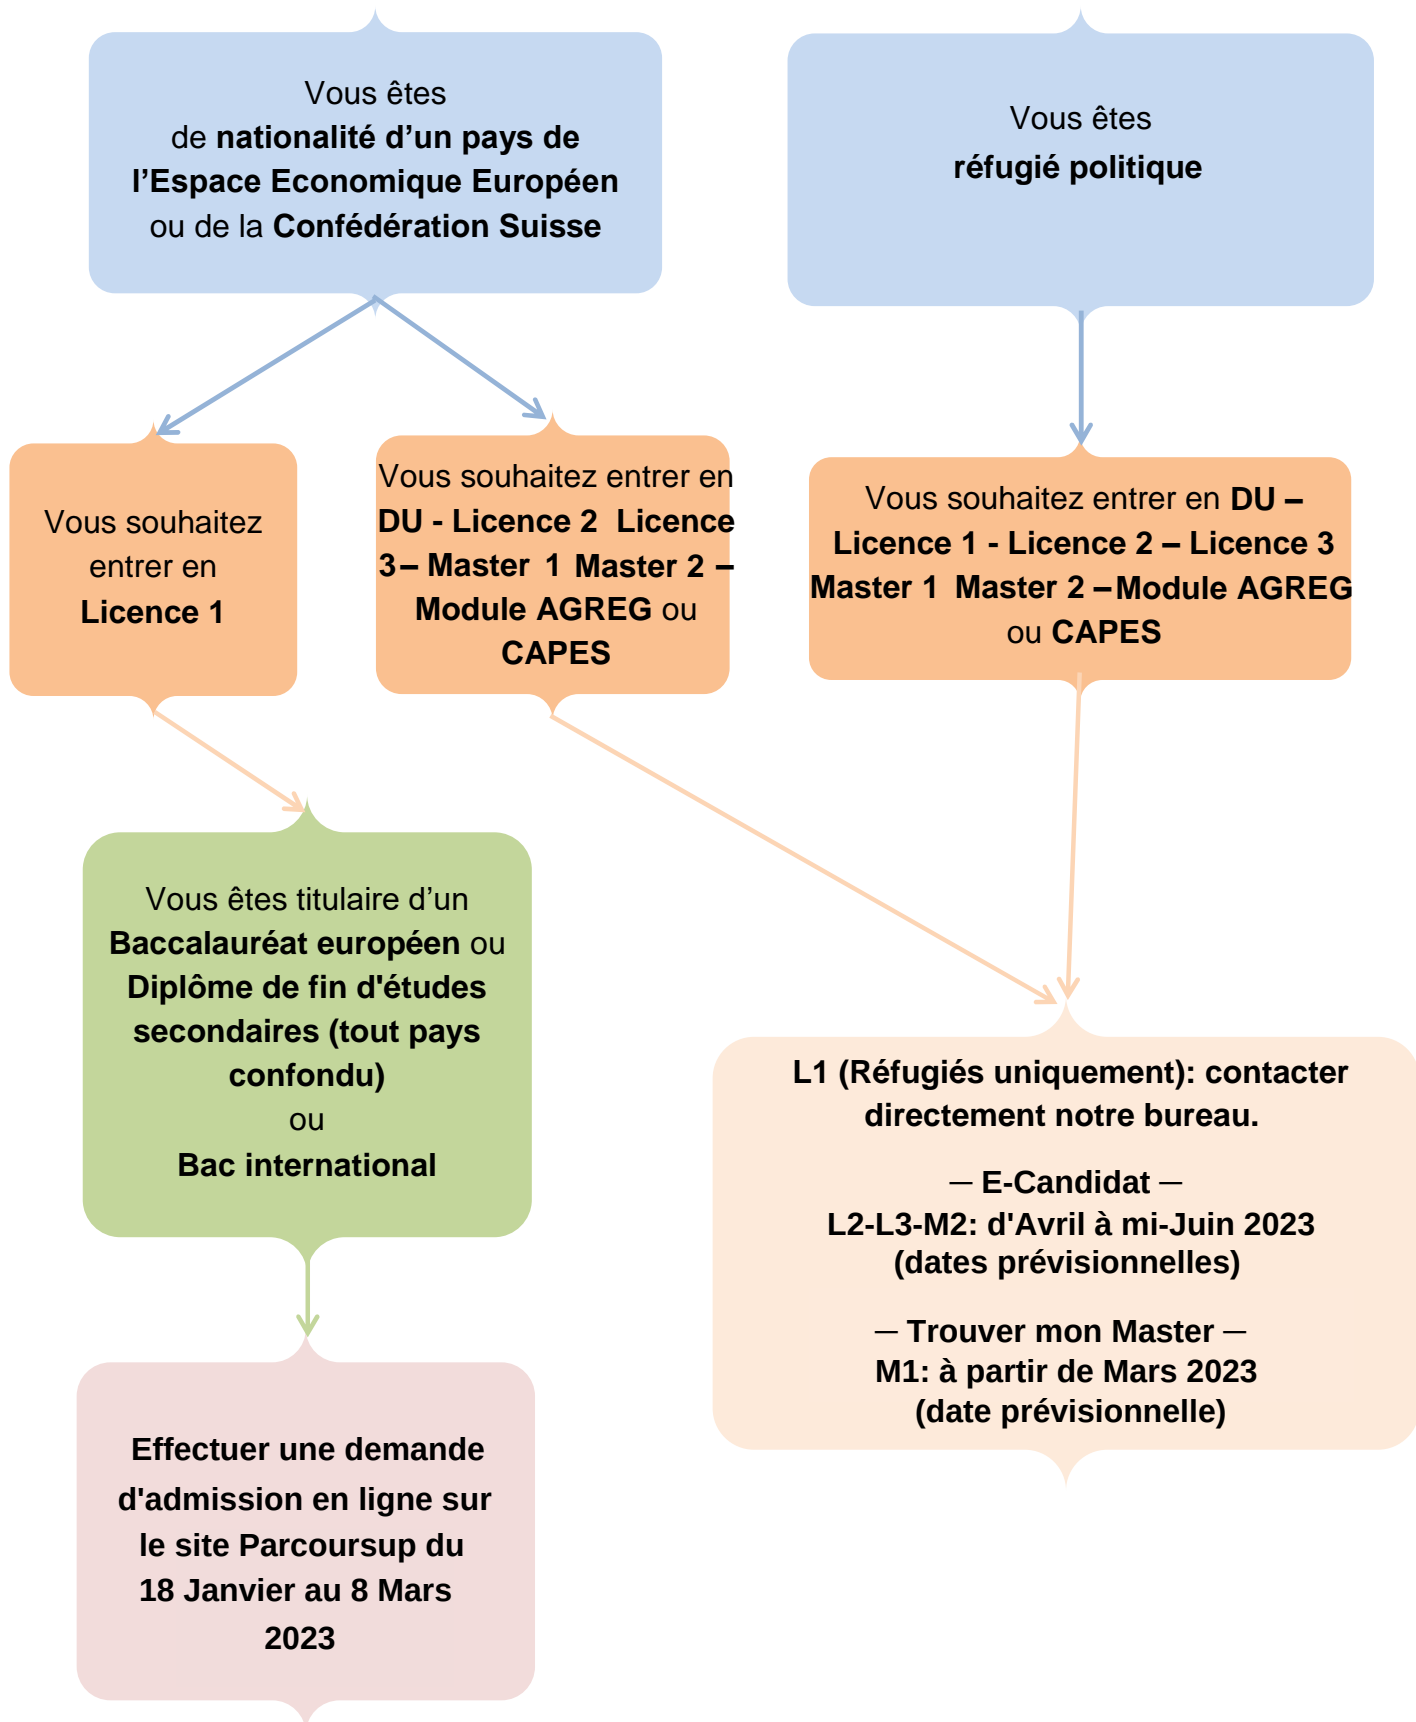 Vous êtes
de nationalité d’un pays de
l’Espace Economique Européen
ou de la Confédération Suisse
Vous êtes
réfugié politique
Vous souhaitez
entrer en
Licence 1
Vous souhaitez entrer en
DU - Licence 2 Licence
3 – Master 1 Master 2 –
Module AGREG ou
CAPES
Vous souhaitez entrer en DU –
Licence 1 - Licence 2 – Licence 3
Master 1 Master 2 – Module AGREG
ou CAPES
Vous êtes titulaire d’un
Baccalauréat européen ou
Diplôme de fin d'études
secondaires (tout pays
confondu)
ou
Bac international
L1 (Réfugiés uniquement): contacter
directement notre bureau.
— E-Candidat —
L2-L3-M2: d'Avril à mi-Juin 2023
(dates prévisionnelles)
— Trouver mon Master —
M1: à partir de Mars 2023
(date prévisionnelle)
Effectuer une demande
d'admission en ligne sur
le site Parcoursup du
18 Janvier au 8 Mars
2023